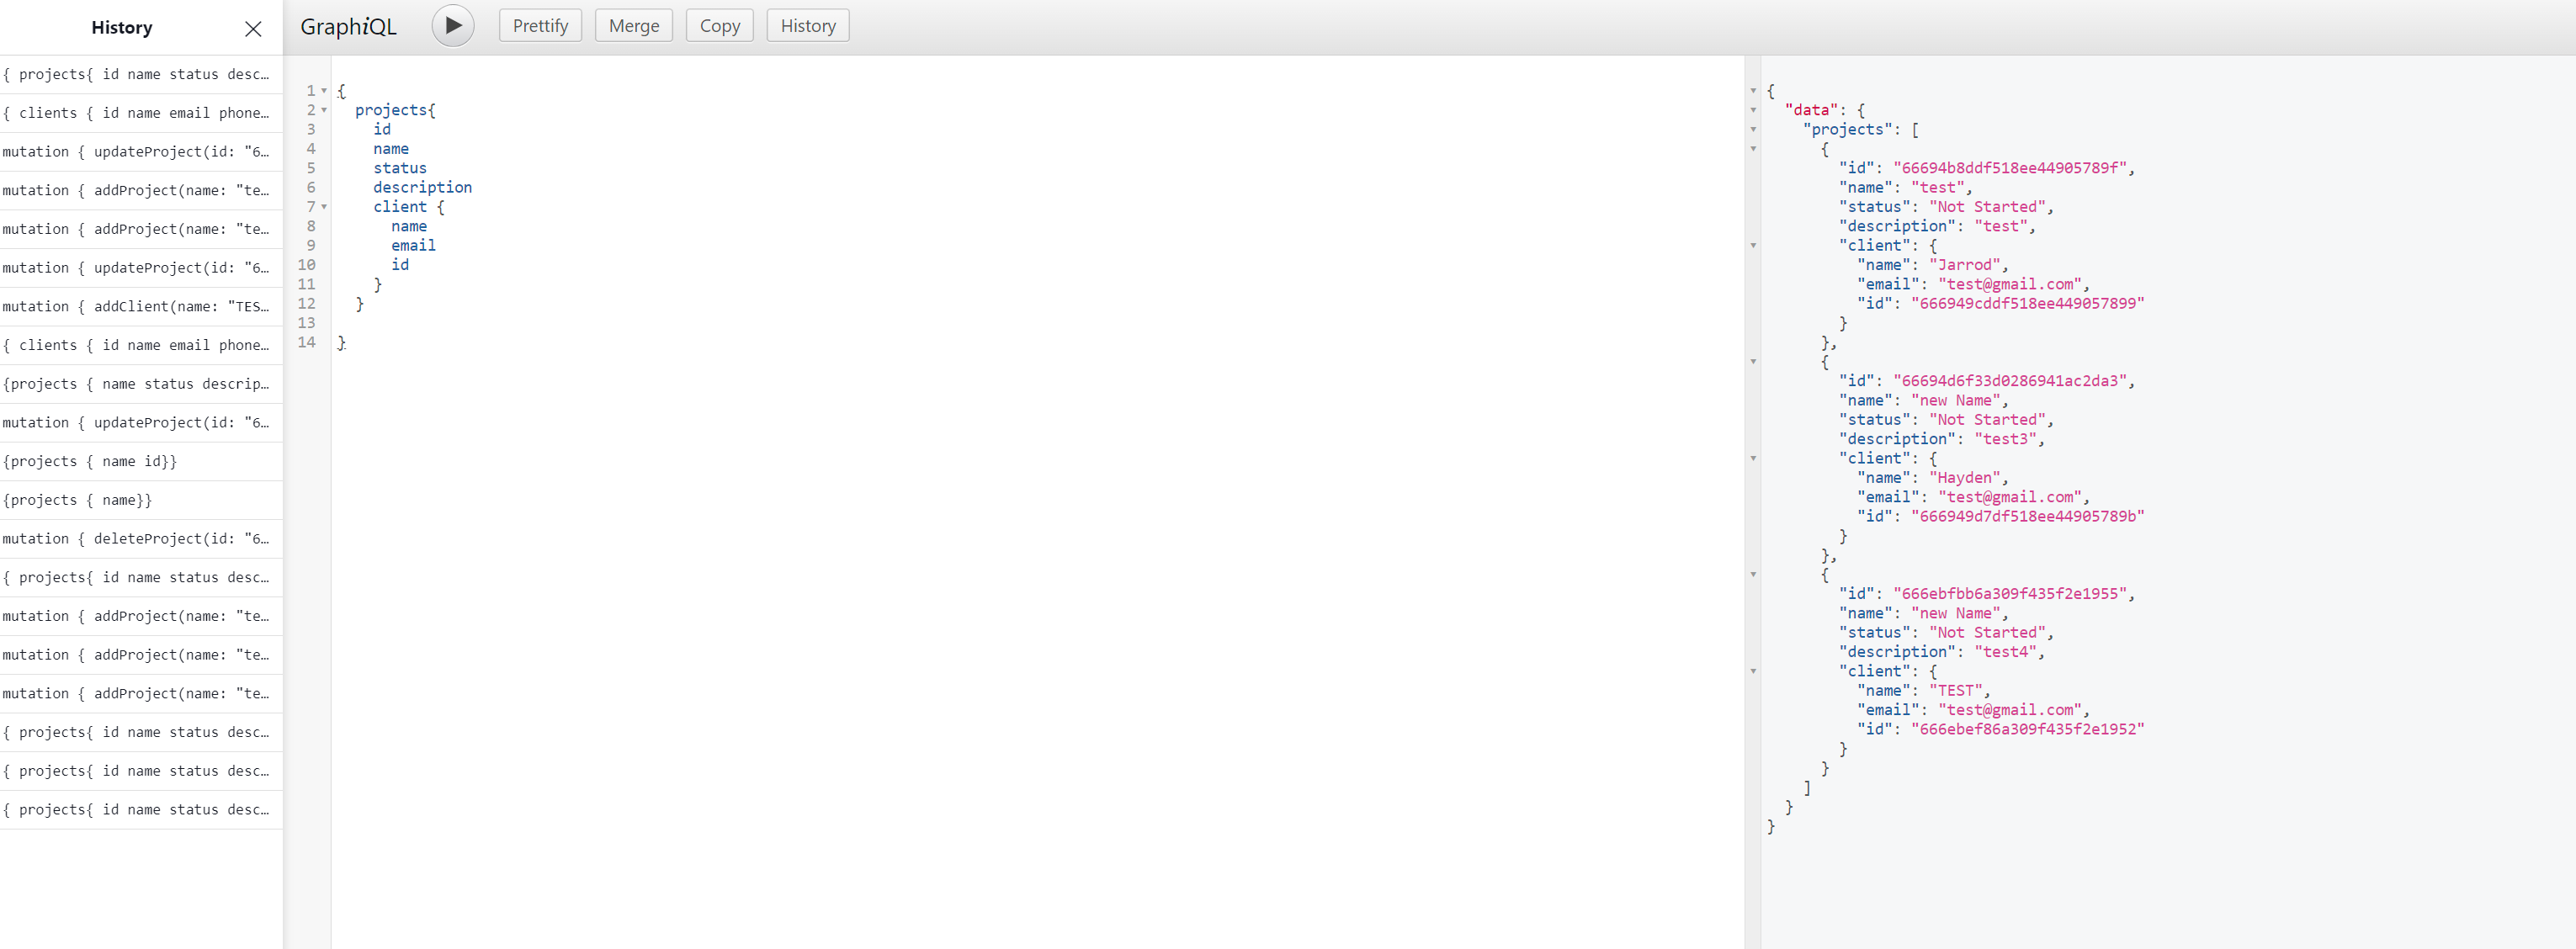 History
{ projects{ id name status desc…
{ clients { id name email phone…
mutation { updateProject(id: "6…
mutation { addProject(name: "te…
mutation { addProject(name: "te…
mutation { updateProject(id: "6…
mutation { addClient(name: "TES…
{ clients { id name email phone…
{projects { name status descrip…
mutation { updateProject(id: "6…
{projects { name id}}
{projects { name}}
mutation { deleteProject(id: "6…
{ projects{ id name status desc…
mutation { addProject(name: "te…
mutation { addProject(name: "te…
mutation { addProject(name: "te…
{ projects{ id name status desc…
{ projects{ id name status desc…
{ projects{ id name status desc…
GraphiQL
Prettify
Merge
Copy
History
1 {
2 projects{
3 id
4 name
5 status
6 description
7 client {
8 name
9 email
10 id
11 }
12 }
13
14 }
{
"data": {
"projects": [
{
"id": "66694b8ddf518ee44905789f",
"name": "test",
"status": "Not Started",
"description": "test",
"client": {
"name": "Jarrod",
"email": "test@gmail.com",
"id": "666949cddf518ee449057899"
}
},
{
"id": "66694d6f33d0286941ac2da3",
"name": "new Name",
"status": "Not Started",
"description": "test3",
"client": {
"name": "Hayden",
"email": "test@gmail.com",
"id": "666949d7df518ee44905789b"
}
},
{
"id": "666ebfbb6a309f435f2e1955",
"name": "new Name",
"status": "Not Started",
"description": "test4",
"client": {
"name": "TEST",
"email": "test@gmail.com",
"id": "666ebef86a309f435f2e1952"
}
}
]
}
}